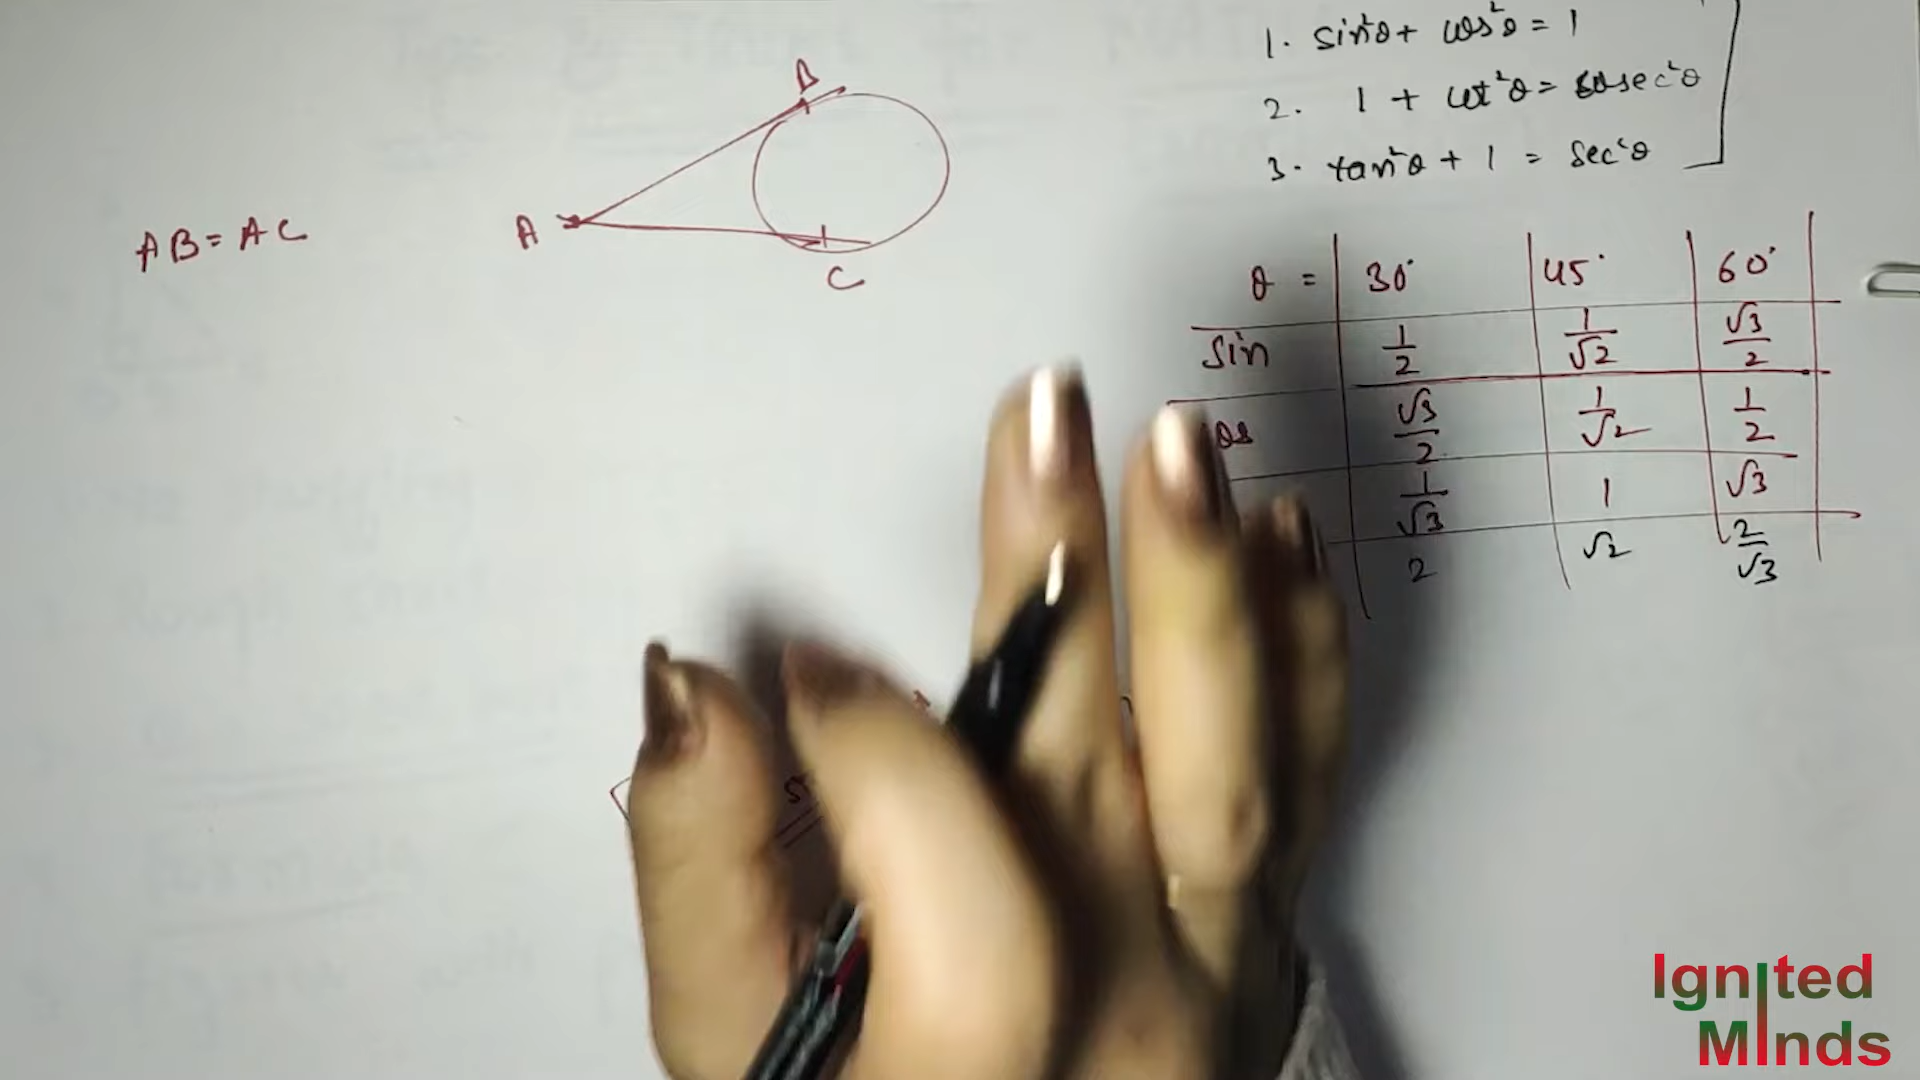 1. sin²θ + cos²θ = 1
2. 1 + cot²θ = cosec²θ
3. tan²θ + 1 = sec²θ
B
A
C
AB = AC
θ = 30° 45° 60°
sin 1/2 1/√2 √3/2
√3/2 1/√2 1/2
1/√3 1 √3
2 √2 2/√3
5
Ignited
Minds